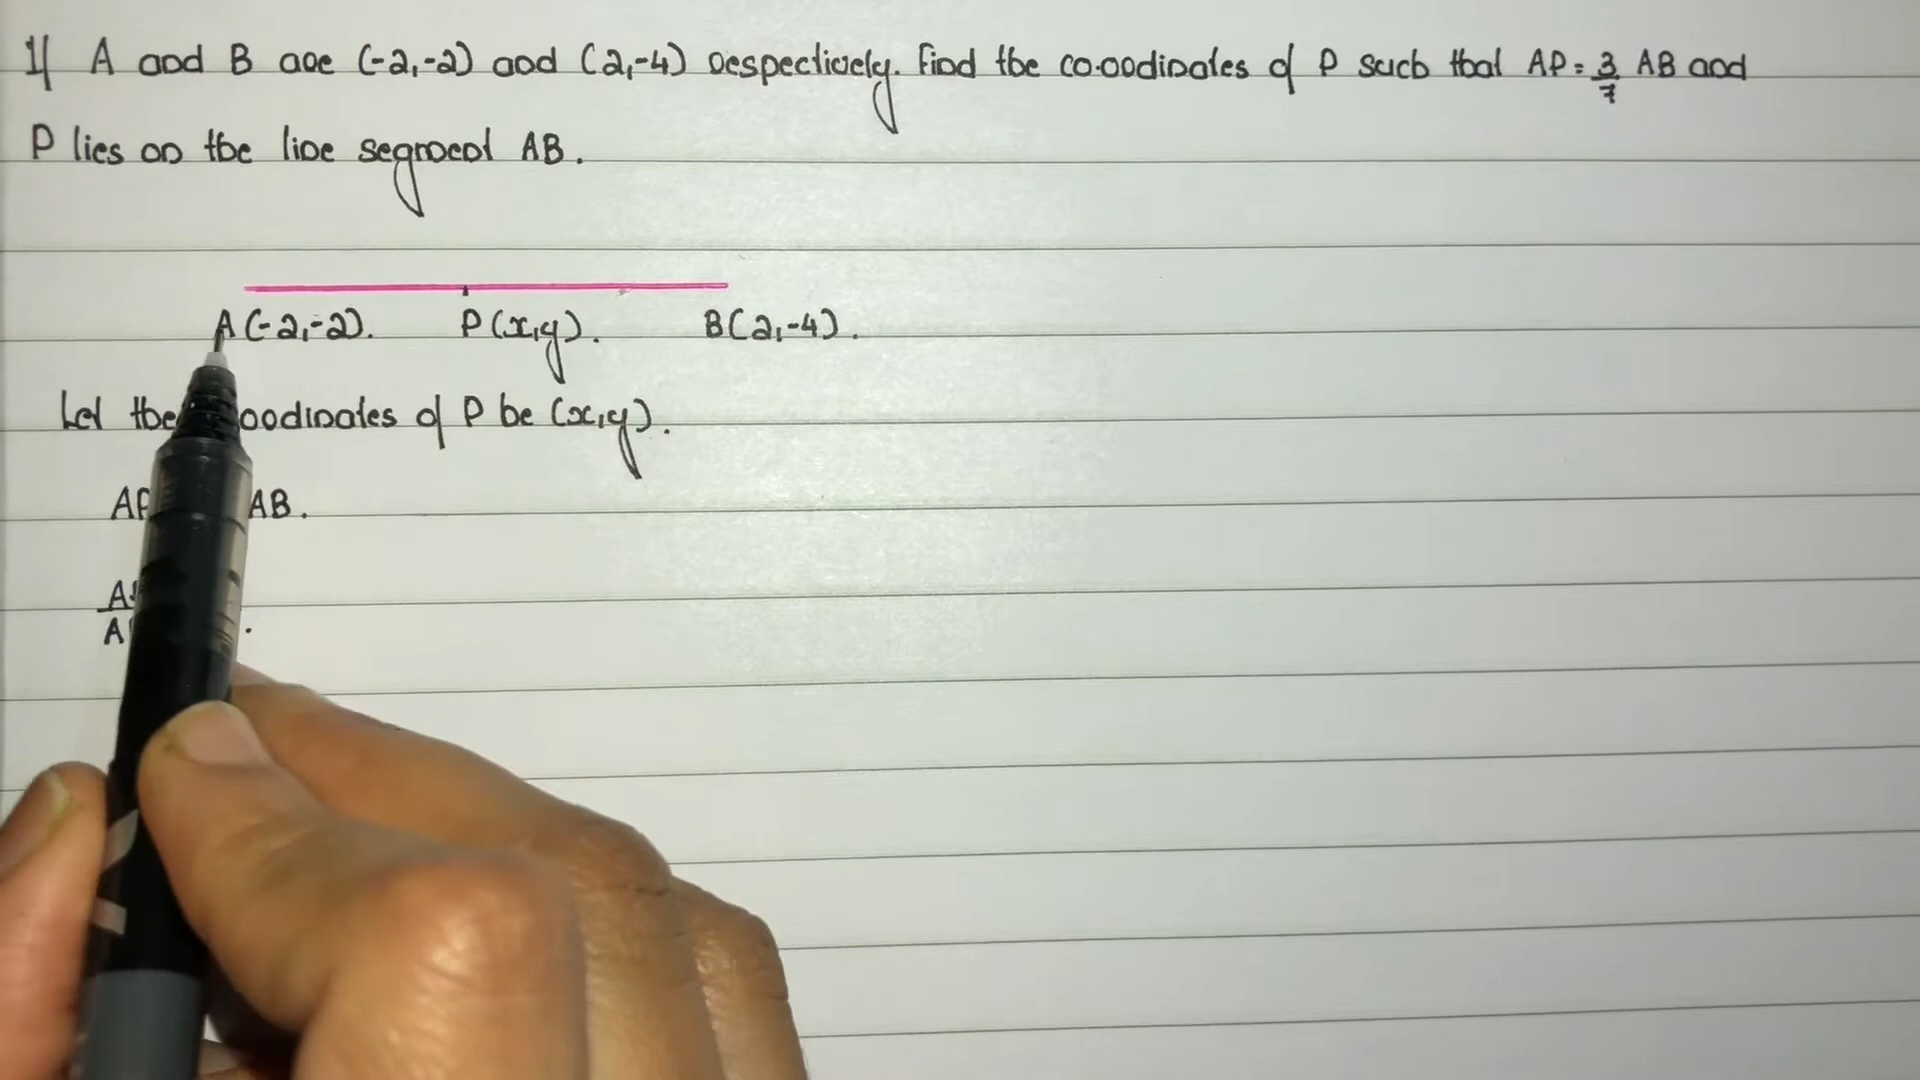 If A and B are (-2,-2) and (2,-4) respectively. Find the co-ordinates of P such that AP = 3/7 AB and
P lies on the line segment AB.
A(-2,-2). P(x,y). B(2,-4).
Let the ordinates of P be (x,y).
AP AB.